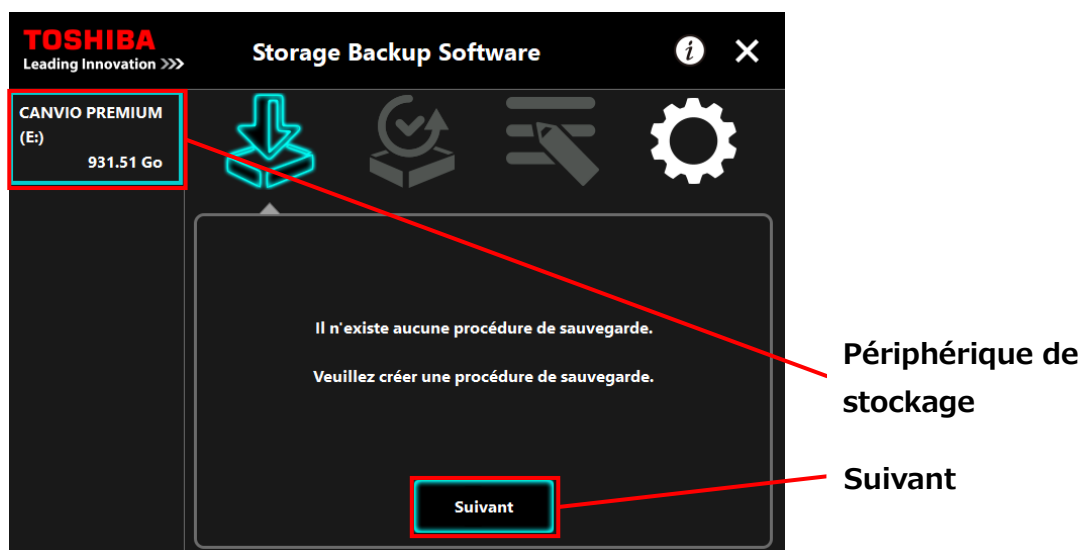 TOSHIBA
Leading Innovation >>>
Storage Backup Software
i
CANVIO PREMIUM
(E:)
931.51 Go
Il n'existe aucune procédure de sauvegarde.
Veuillez créer une procédure de sauvegarde.
Suivant
Périphérique de
stockage
Suivant